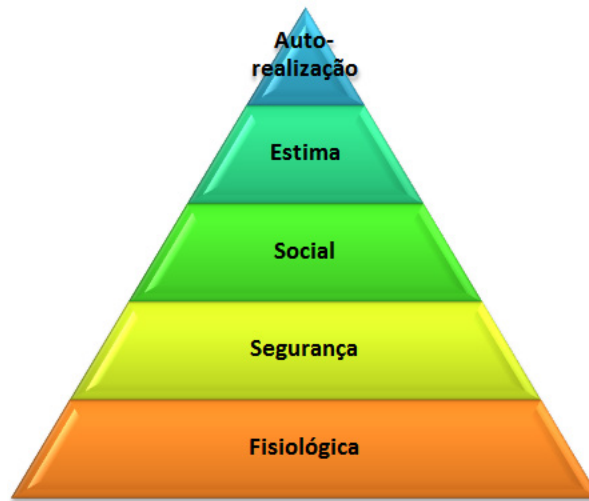 Auto-
realização
Estima
Social
Segurança
Fisiológica